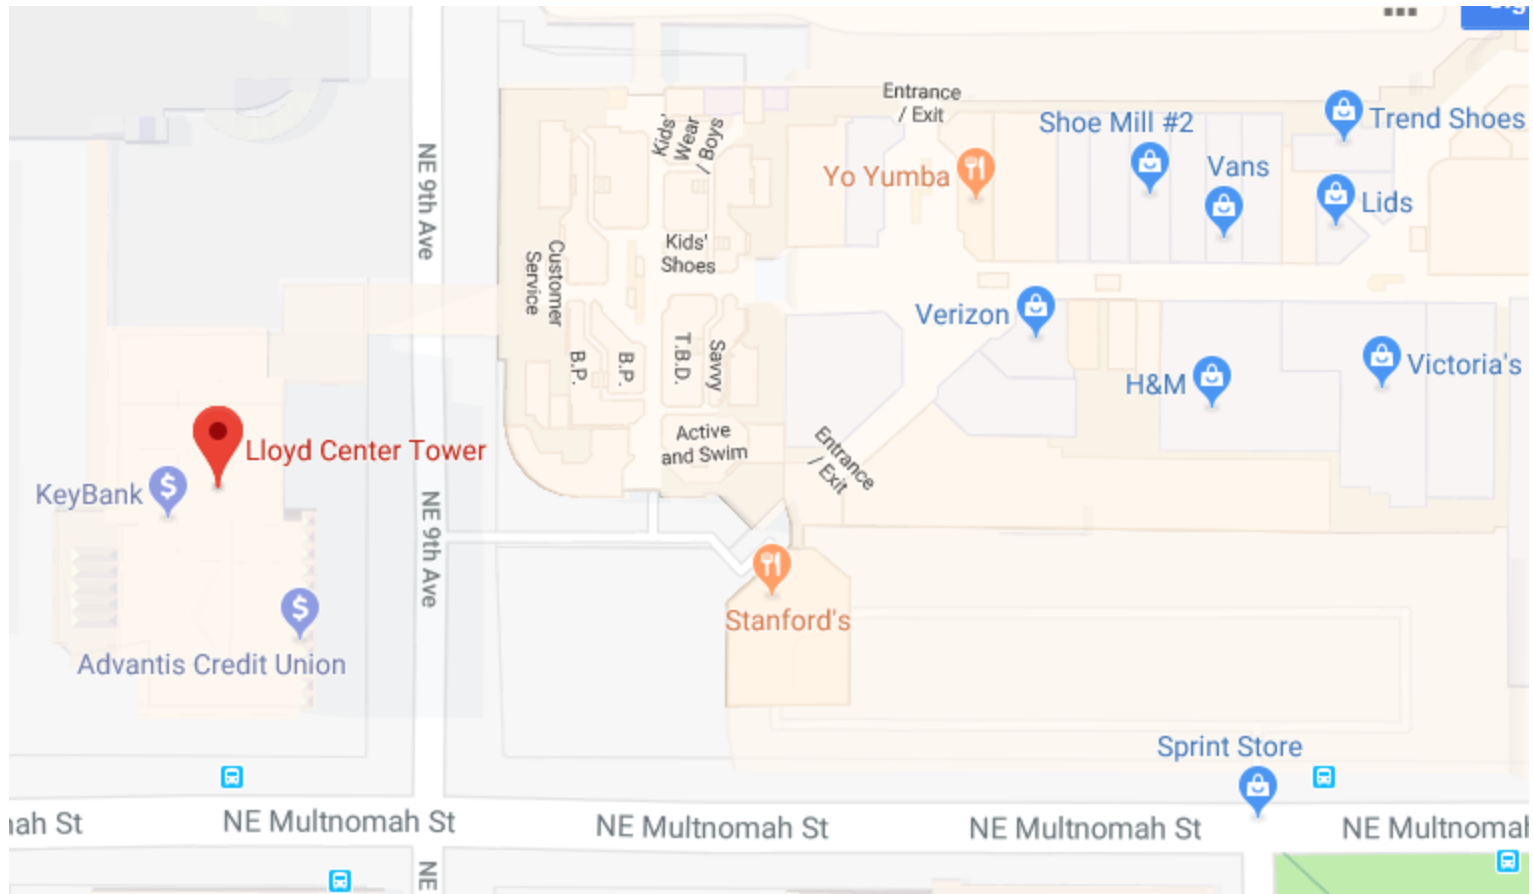 Entrance
/ Exit
Kids'
Wear
/ Boys
Shoe Mill #2
Trend Shoes
Vans
Yo Yumba
Lids
NE 9th Ave
Kids'
Shoes
Customer
Service
Verizon
B.P.
B.P.
T.B.D.
Savvy
H&M
Victoria's
Active
and Swim
Entrance
/ Exit
Lloyd Center Tower
KeyBank
NE 9th Ave
Stanford's
Advantis Credit Union
Sprint Store
nah St
NE Multnomah St
NE Multnomah St
NE Multnomah St
NE Multnomah
NE